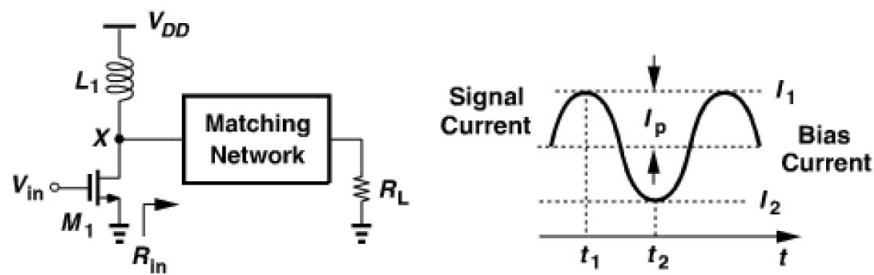 V_DD
L_1
X
Matching
Network
V_in
M_1
R_in
R_L
Signal
Current
I_p
I_1
Bias
Current
I_2
t_1
t_2
t